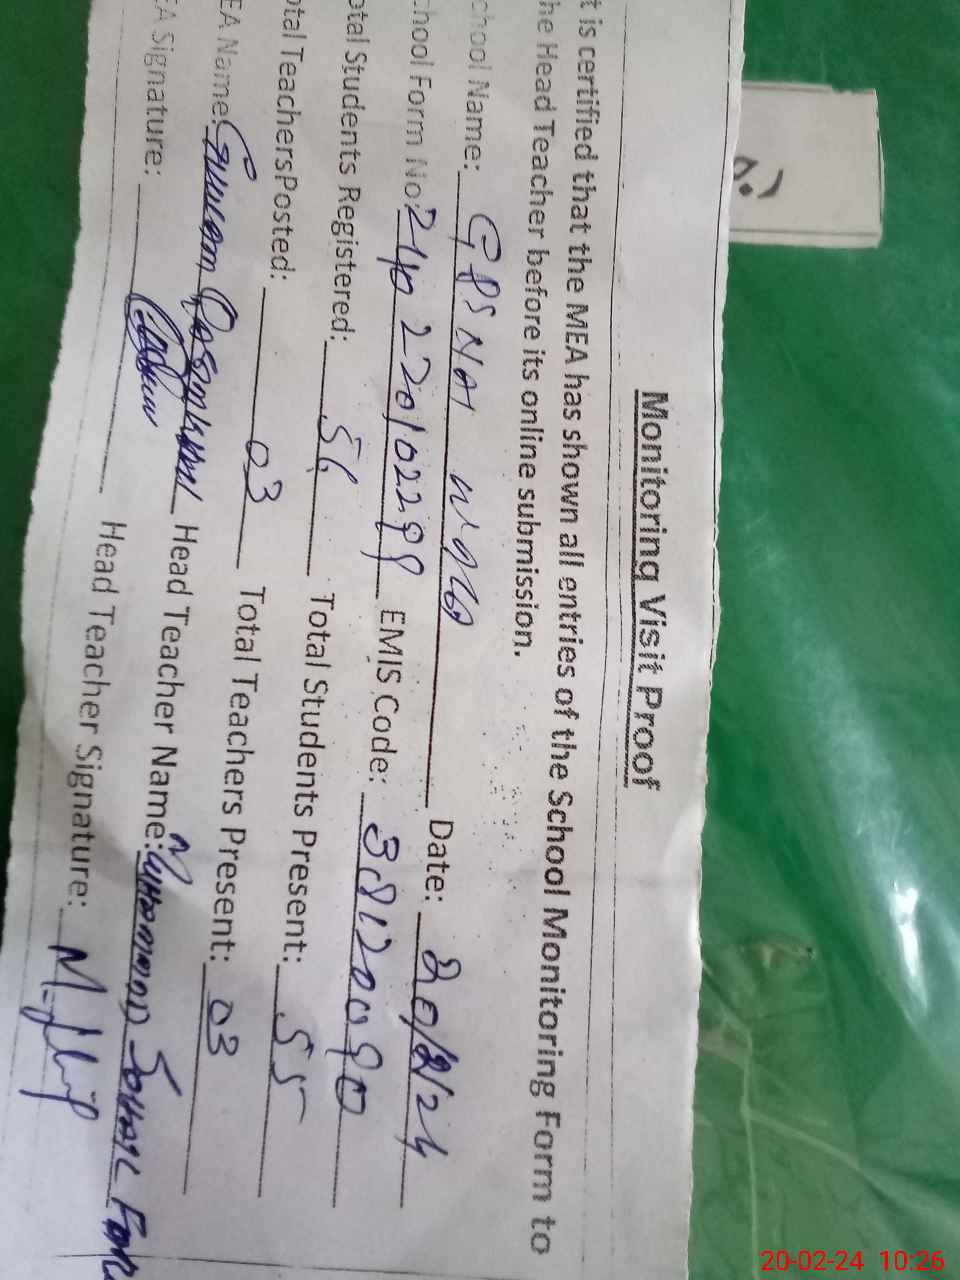 Monitoring Visit Proof
t is certified that the MEA has shown all entries of the School Monitoring Form to
he Head Teacher before its online submission.
chool Name: GPS Date: 20/2/24
chool Form No: 240220102299 EMIS Code: 38120090
otal Students Registered: 56 Total Students Present: 55
otal Teachers Posted: 03 Total Teachers Present: 03
EA Name: Head Teacher Name:
EA Signature: Head Teacher Signature:
20-02-24 10:26